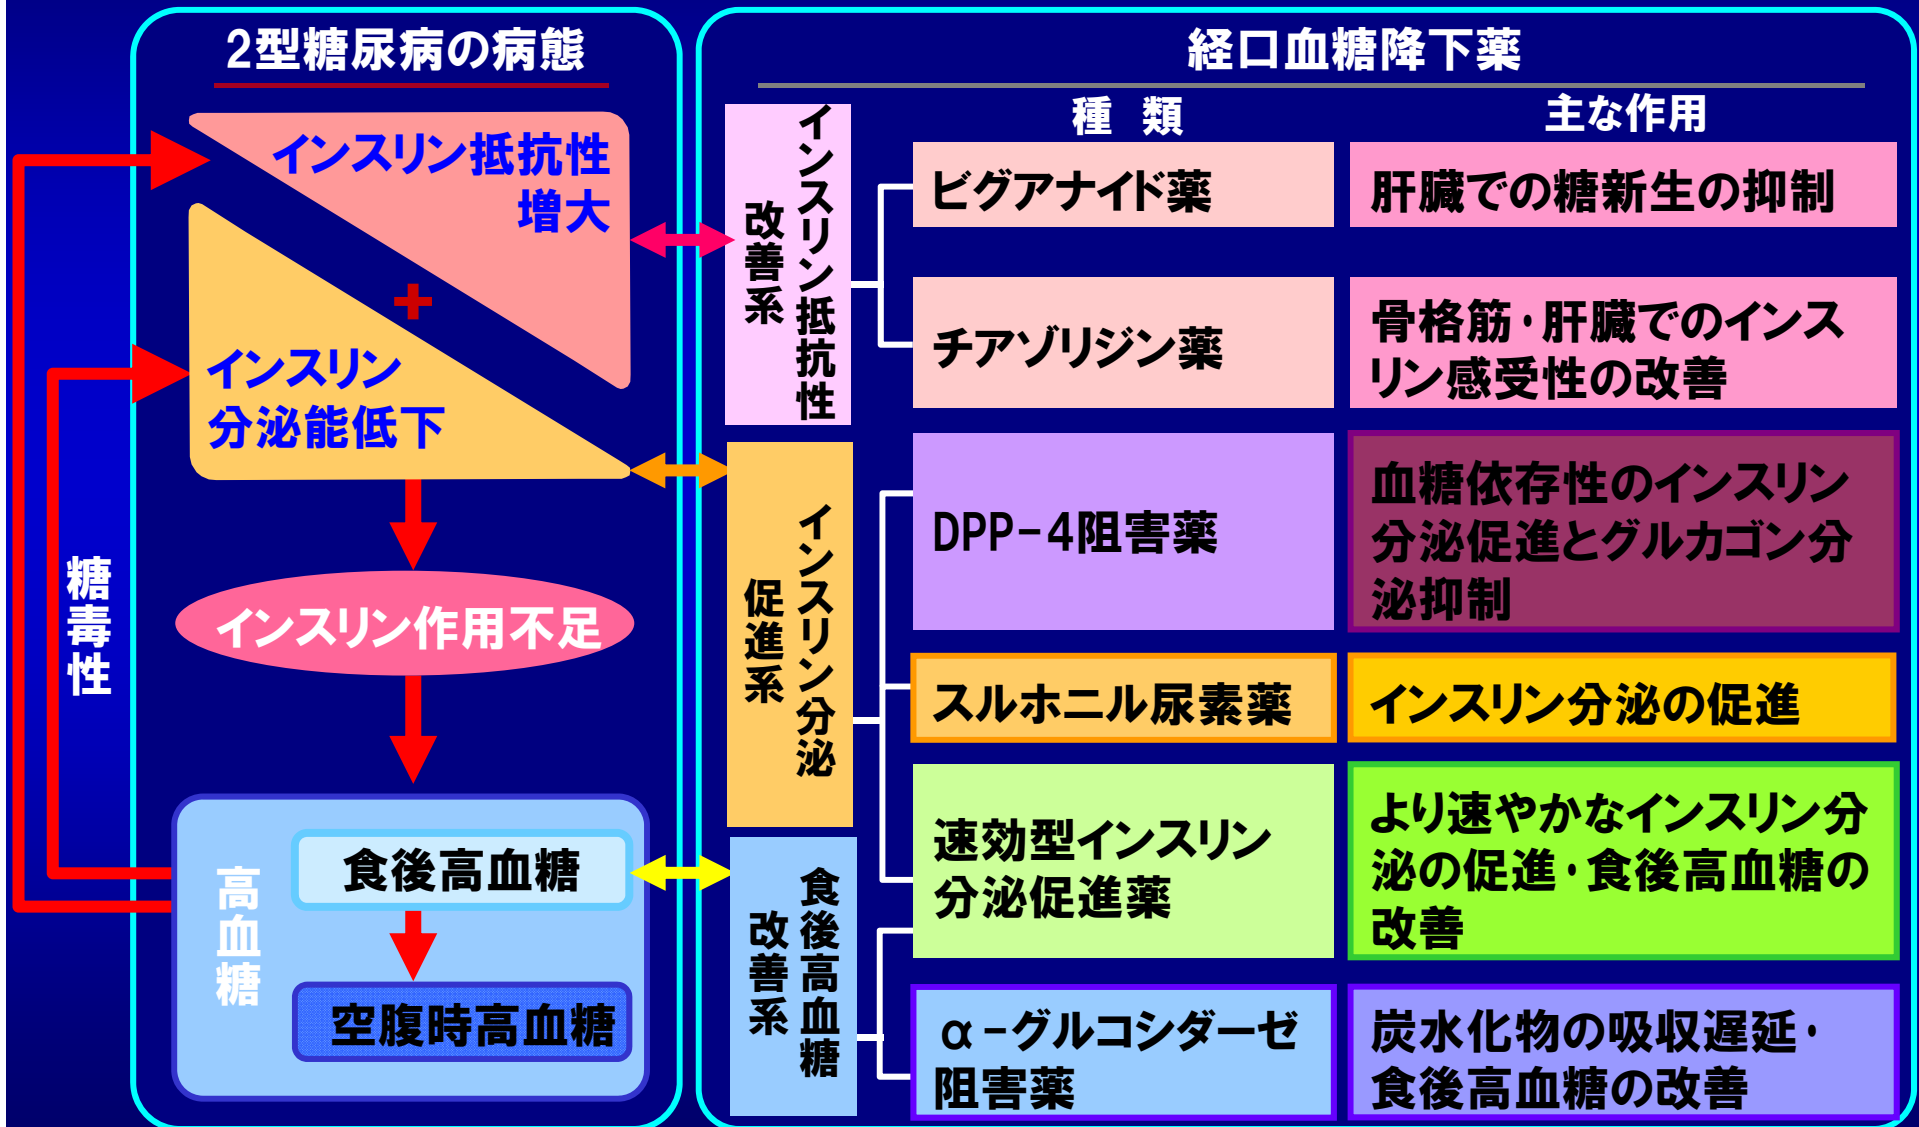 2型糖尿病の病態
インスリン抵抗性
増大
+
インスリン
分泌能低下
インスリン作用不足
糖毒性
高血糖
食後高血糖
空腹時高血糖
経口血糖降下薬
種 類
主な作用
インスリン抵抗性
改善系
ビグアナイド薬
肝臓での糖新生の抑制
チアゾリジン薬
骨格筋・肝臓でのインス
リン感受性の改善
インスリン分泌
促進系
DPP-4阻害薬
血糖依存性のインスリン
分泌促進とグルカゴン分
泌抑制
スルホニル尿素薬
インスリン分泌の促進
速効型インスリン
分泌促進薬
より速やかなインスリン分
泌の促進・食後高血糖の
改善
食後高血糖
改善系
α-グルコシダーゼ
阻害薬
炭水化物の吸収遅延・
食後高血糖の改善